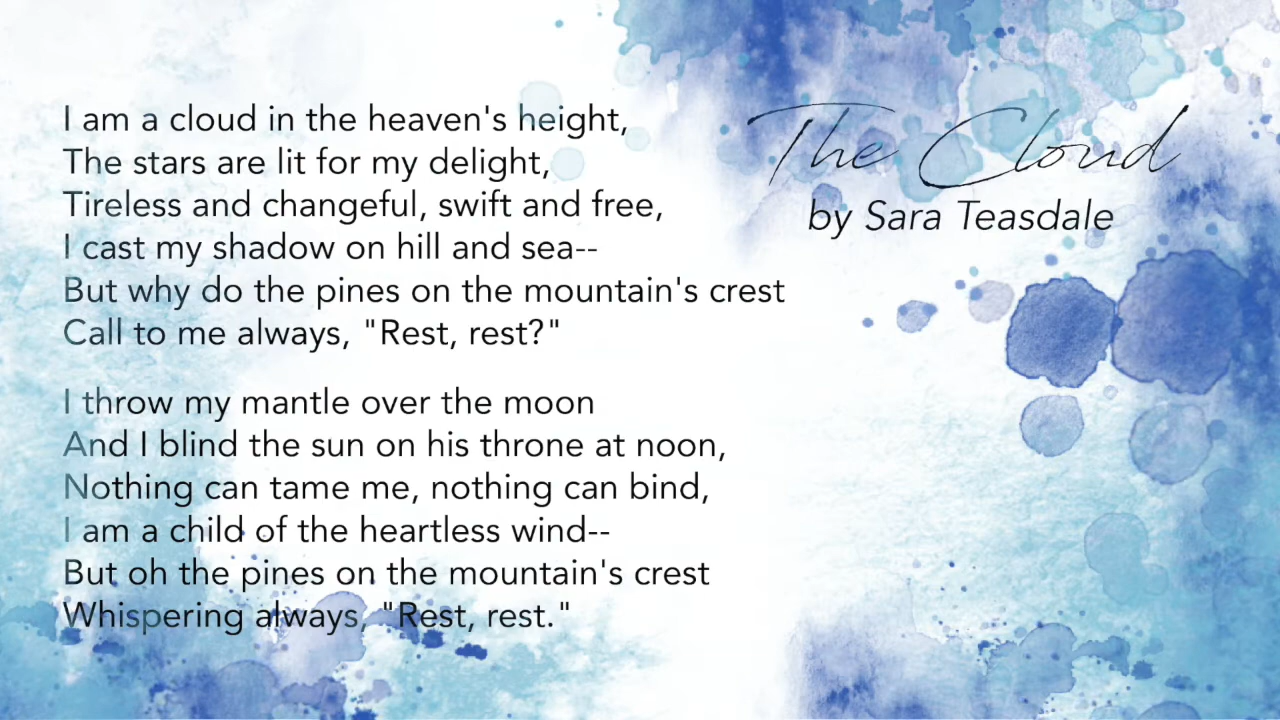 The Cloud
by Sara Teasdale
I am a cloud in the heaven's height,
The stars are lit for my delight,
Tireless and changeful, swift and free,
I cast my shadow on hill and sea--
But why do the pines on the mountain's crest
Call to me always, "Rest, rest?"
I throw my mantle over the moon
And I blind the sun on his throne at noon,
Nothing can tame me, nothing can bind,
I am a child of the heartless wind--
But oh the pines on the mountain's crest
Whispering always, "Rest, rest."